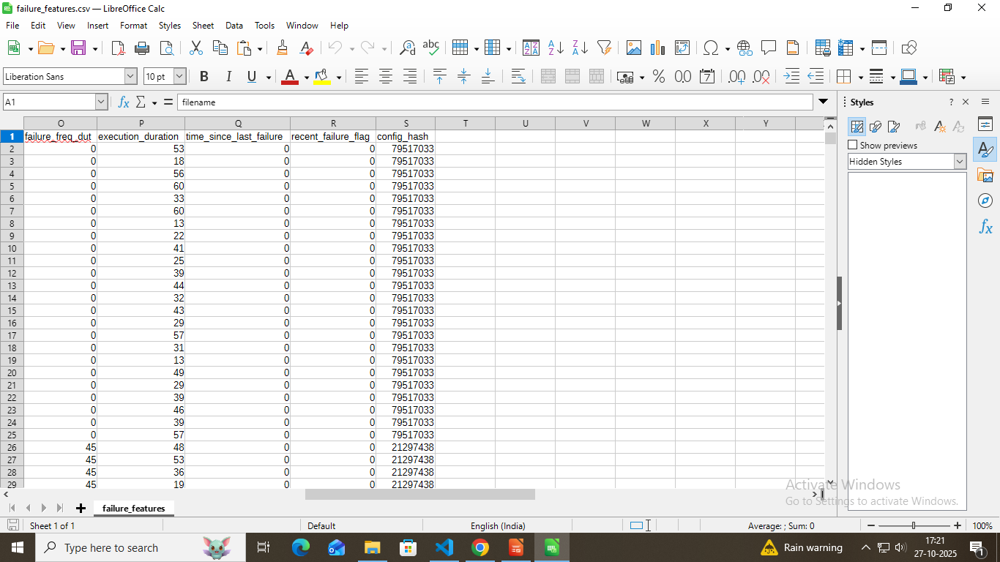 failure_features.csv — LibreOffice Calc
File Edit View Insert Format Styles Sheet Data Tools Window Help
Liberation Sans 10 pt B I U A % 0.0 7 .00 .00
A1 fx Σ = filename
Styles ?
O P Q R S T U V W X Y
1 failure_freq_dut execution_duration time_since_last_failure recent_failure_flag config_hash
2 0 53 0 0 79517033
3 0 18 0 0 79517033
4 0 56 0 0 79517033
5 0 60 0 0 79517033
6 0 33 0 0 79517033
7 0 60 0 0 79517033
8 0 13 0 0 79517033
9 0 22 0 0 79517033
10 0 41 0 0 79517033
11 0 25 0 0 79517033
12 0 39 0 0 79517033
13 0 44 0 0 79517033
14 0 32 0 0 79517033
15 0 43 0 0 79517033
16 0 29 0 0 79517033
17 0 57 0 0 79517033
18 0 31 0 0 79517033
19 0 13 0 0 79517033
20 0 49 0 0 79517033
21 0 29 0 0 79517033
22 0 39 0 0 79517033
23 0 46 0 0 79517033
24 0 39 0 0 79517033
25 0 57 0 0 79517033
26 45 48 0 0 21297438
27 45 53 0 0 21297438
28 45 36 0 0 21297438
29 45 19 0 0 21297438
Show previews
Hidden Styles
Activate Windows
Go to Settings to activate Windows.
failure_features
Sheet 1 of 1 Default English (India) Average: ; Sum: 0 100%
Type here to search
Rain warning
17:21
27-10-2025
1